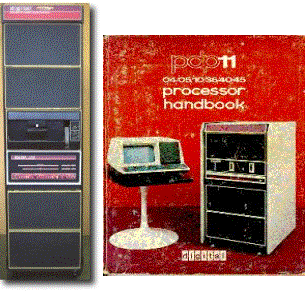 pdp11
04/05/10/35/40/45
processor
handbook
digital